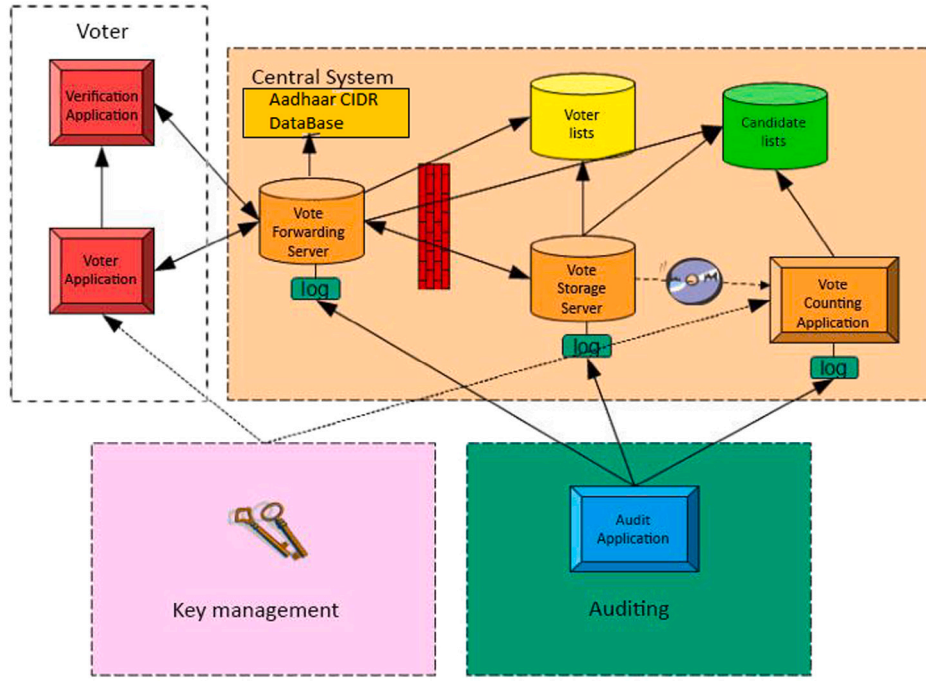 Voter
Verification
Application
Voter
Application
Central System
Aadhaar CIDR
DataBase
Voter
lists
Candidate
lists
Vote
Forwarding
Server
log
Vote
Storage
Server
log
Vote
Counting
Application
log
Key management
Audit
Application
Auditing